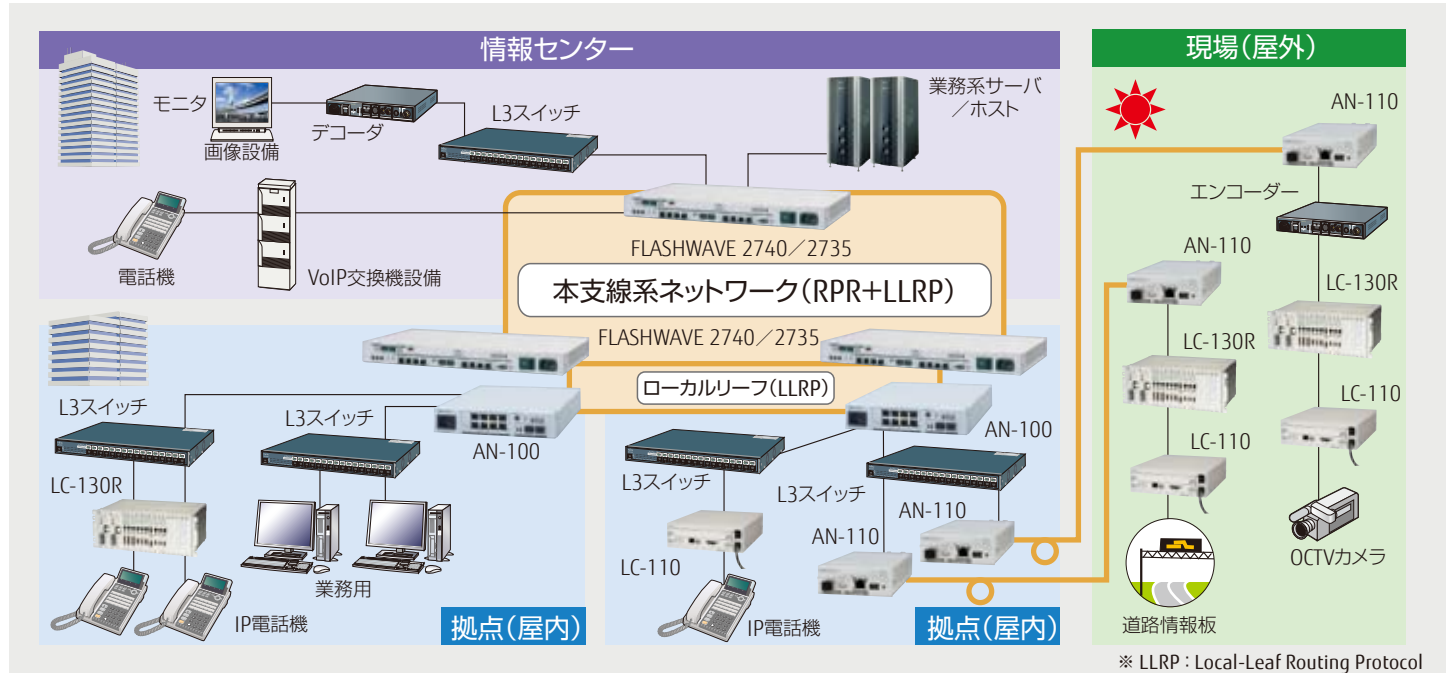 情報センター
モニタ
画像設備
デコーダ
L3スイッチ
業務系サーバ
／ホスト
電話機
VoIP交換機設備
FLASHWAVE 2740／2735
本支線系ネットワーク（RPR+LLRP）
FLASHWAVE 2740／2735
ローカルリーフ（LLRP）
L3スイッチ
L3スイッチ
AN-100
LC-130R
業務用
IP電話機
拠点（屋内）
AN-100
L3スイッチ
L3スイッチ
AN-110
AN-110
LC-110
IP電話機
拠点（屋内）
現場（屋外）
AN-110
エンコーダー
AN-110
LC-130R
LC-130R
LC-110
LC-110
OCTVカメラ
道路情報板
※ LLRP：Local-Leaf Routing Protocol